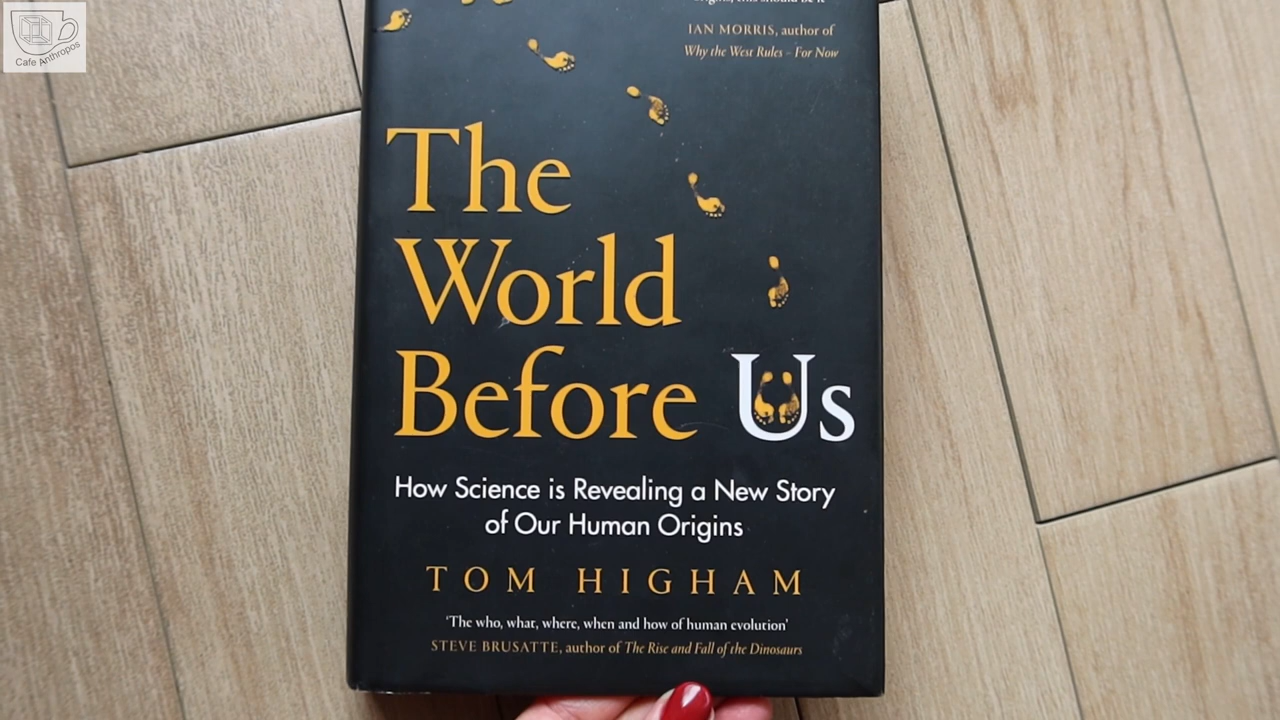 Cafe Anthropos
IAN MORRIS, author of
Why the West Rules – For Now
The
World
Before Us
How Science is Revealing a New Story
of Our Human Origins
TOM HIGHAM
‘The who, what, where, when and how of human evolution’
STEVE BRUSATTE, author of The Rise and Fall of the Dinosaurs